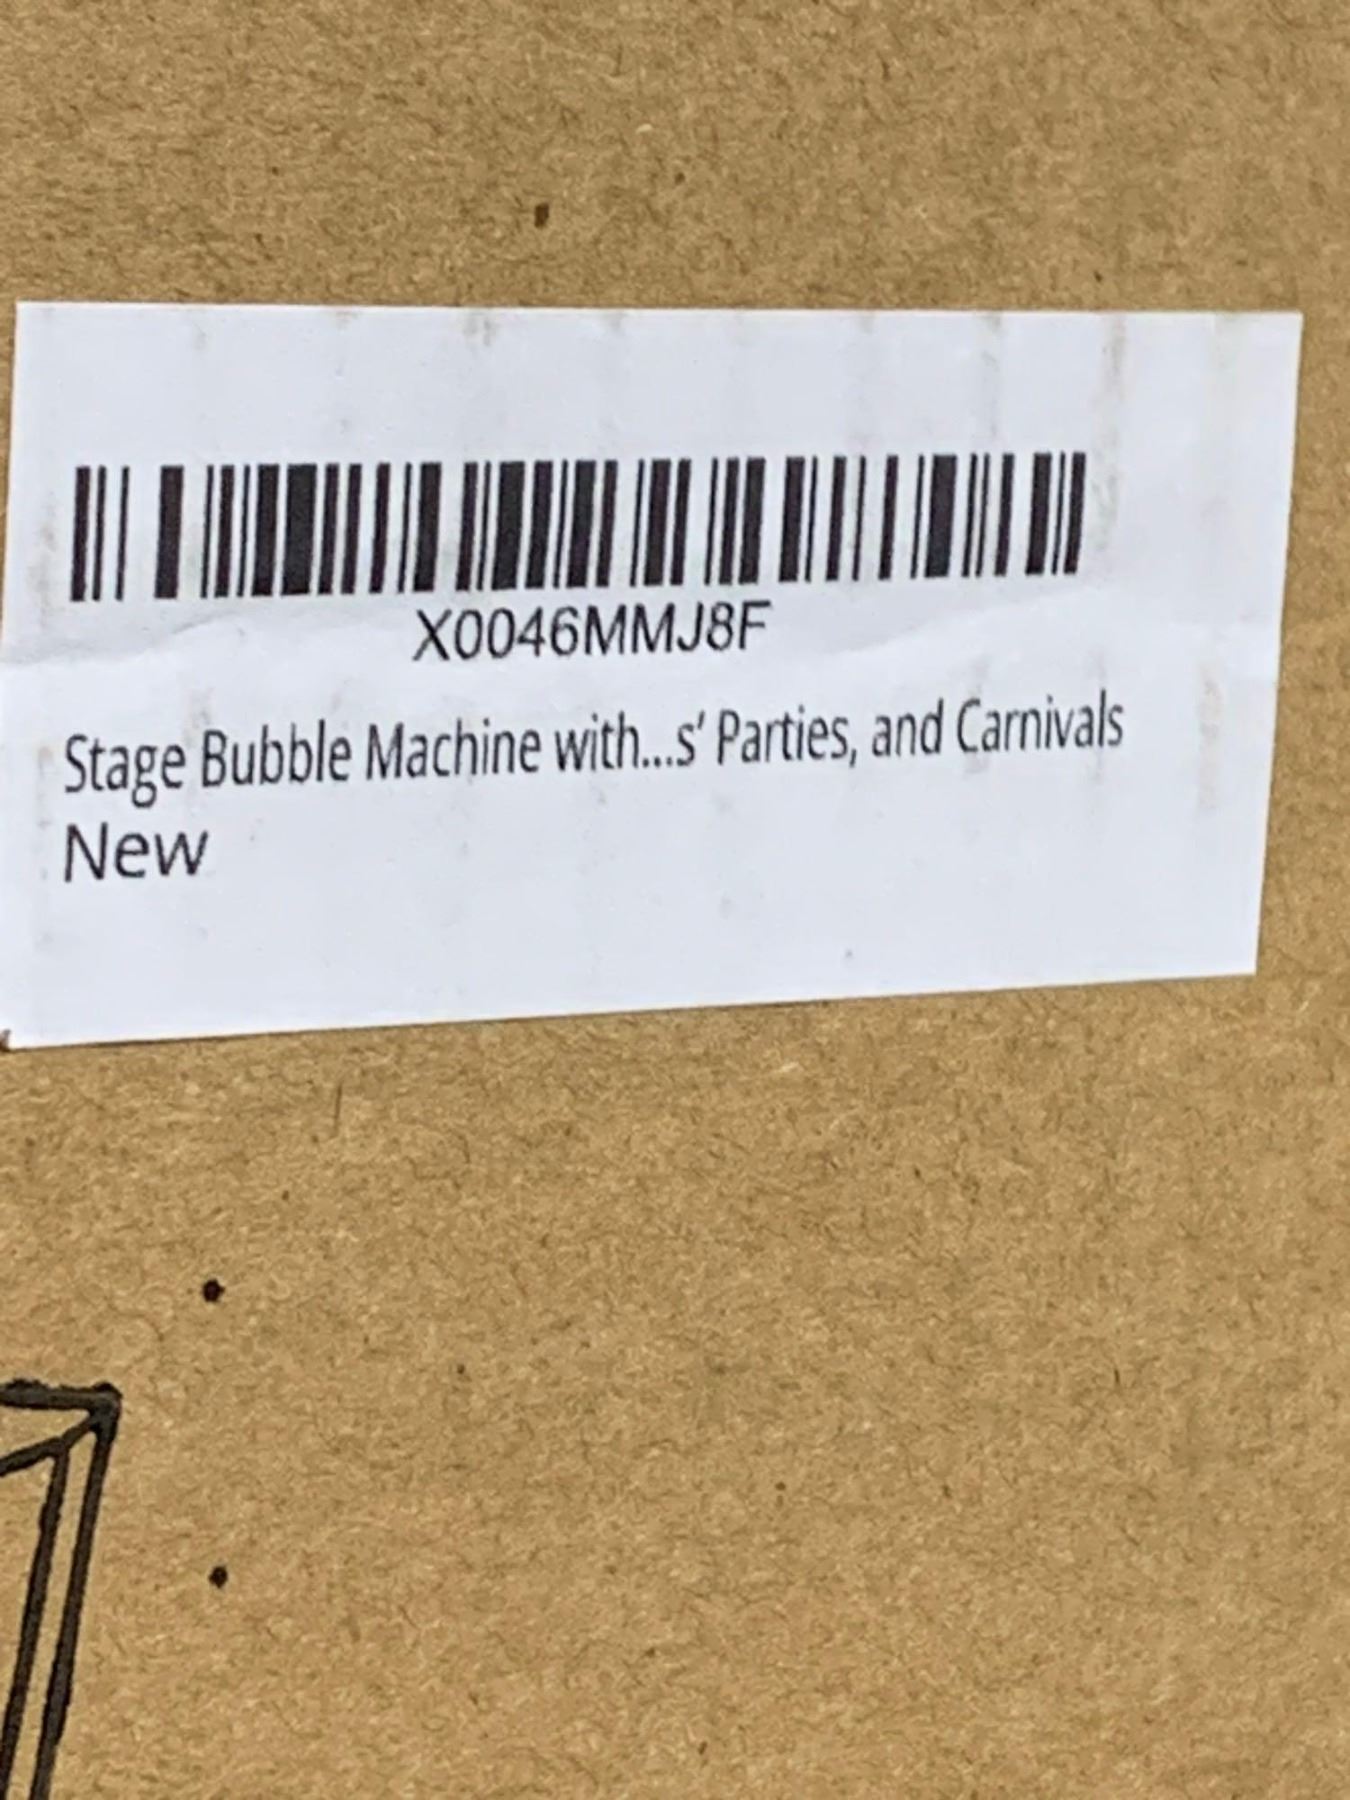 X0046MMJ8F
Stage Bubble Machine with...s’ Parties, and Carnivals
New